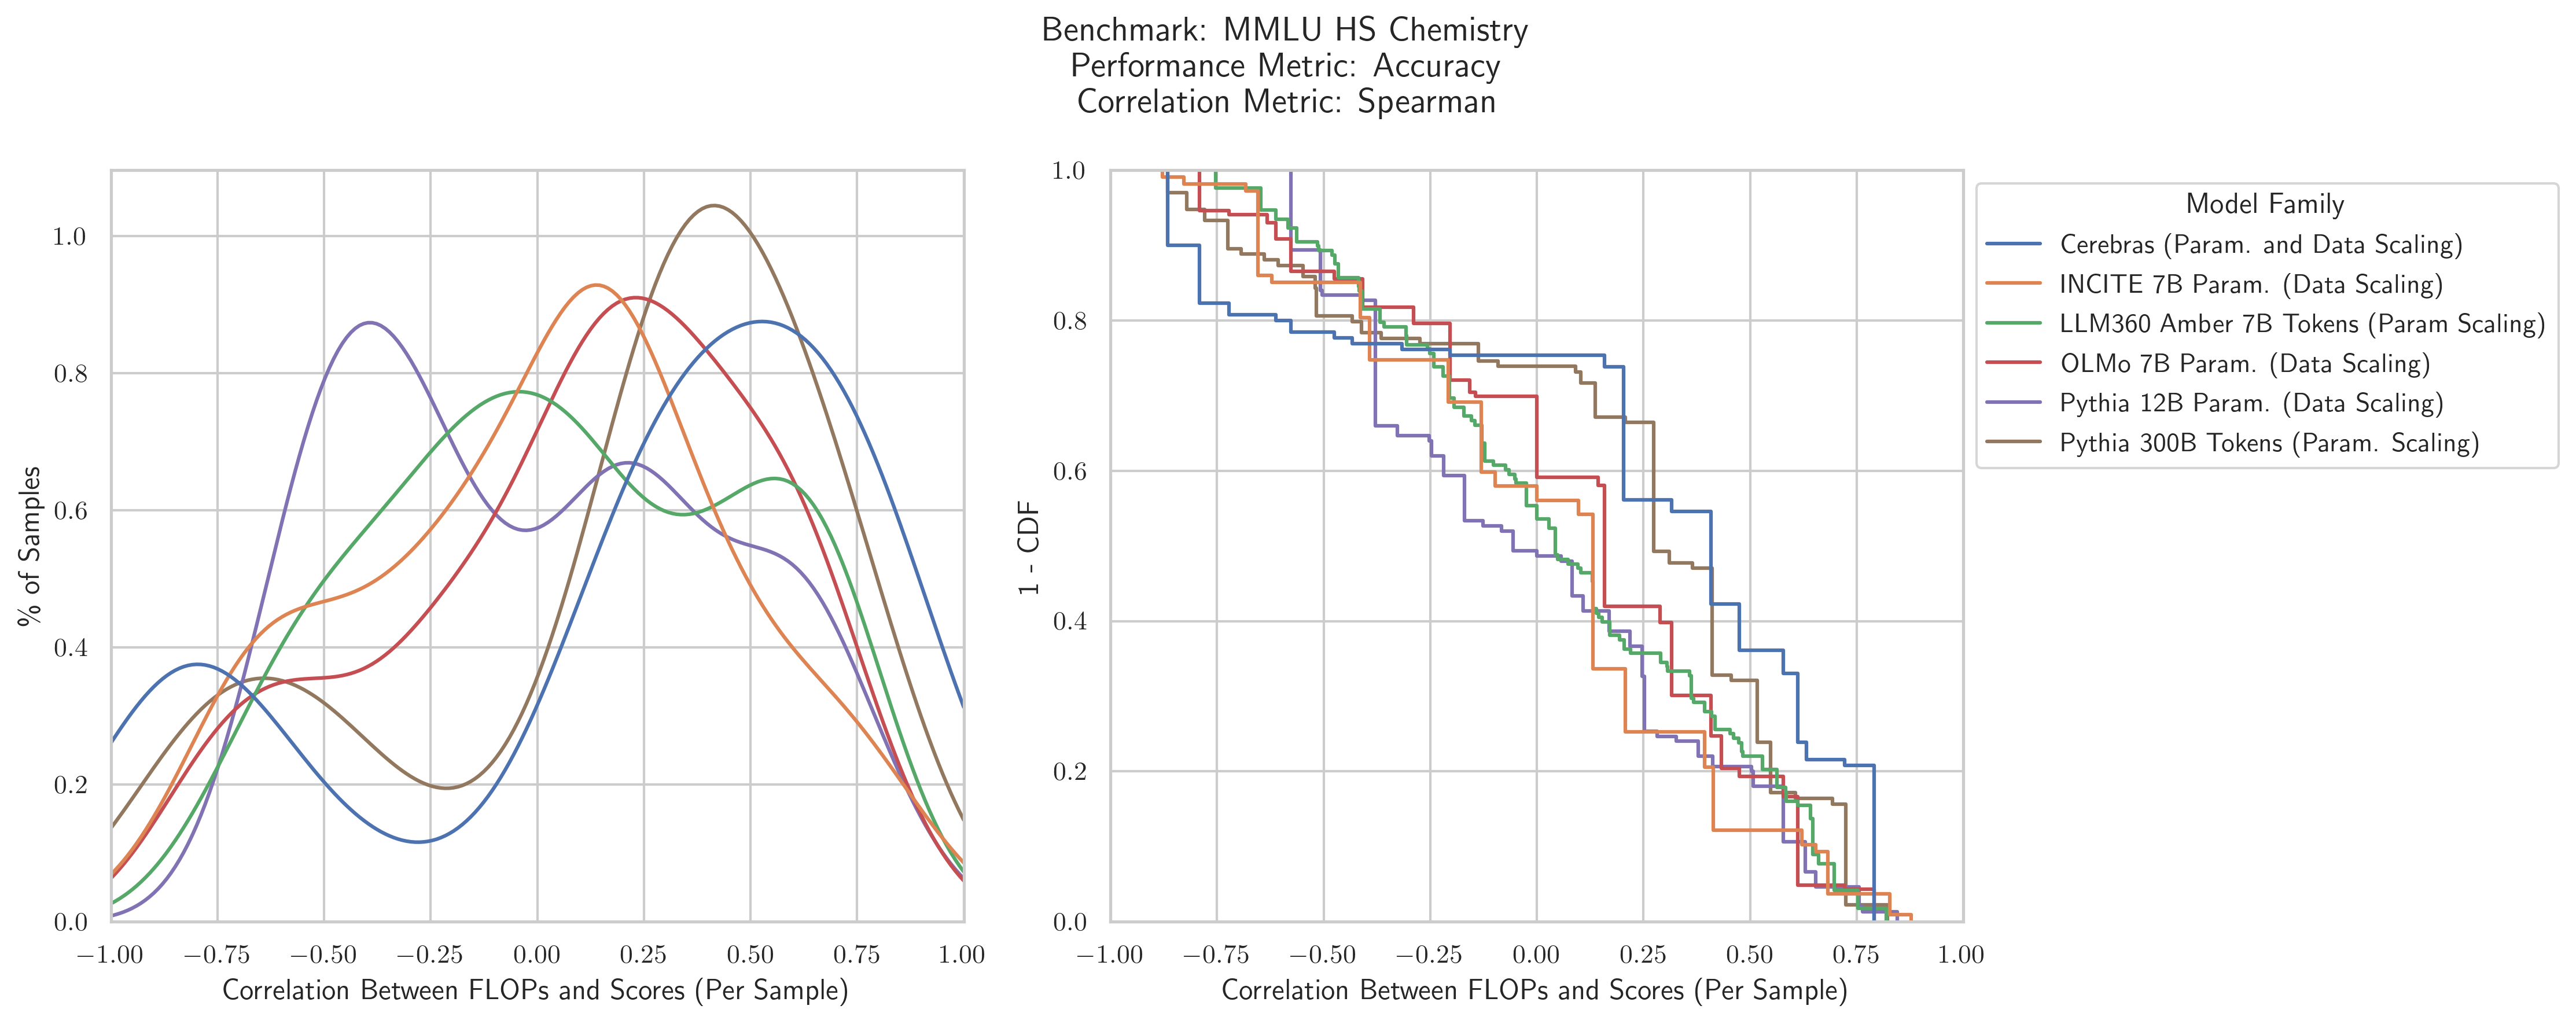 Benchmark: MMLU HS Chemistry
Performance Metric: Accuracy
Correlation Metric: Spearman
% of Samples
1.0
0.8
0.6
0.4
0.2
0.0
−1.00 −0.75 −0.50 −0.25 0.00 0.25 0.50 0.75 1.00
Correlation Between FLOPs and Scores (Per Sample)
1 - CDF
1.0
0.8
0.6
0.4
0.2
0.0
−1.00 −0.75 −0.50 −0.25 0.00 0.25 0.50 0.75 1.00
Correlation Between FLOPs and Scores (Per Sample)
Model Family
Cerebras (Param. and Data Scaling)
INCITE 7B Param. (Data Scaling)
LLM360 Amber 7B Tokens (Param Scaling)
OLMo 7B Param. (Data Scaling)
Pythia 12B Param. (Data Scaling)
Pythia 300B Tokens (Param. Scaling)